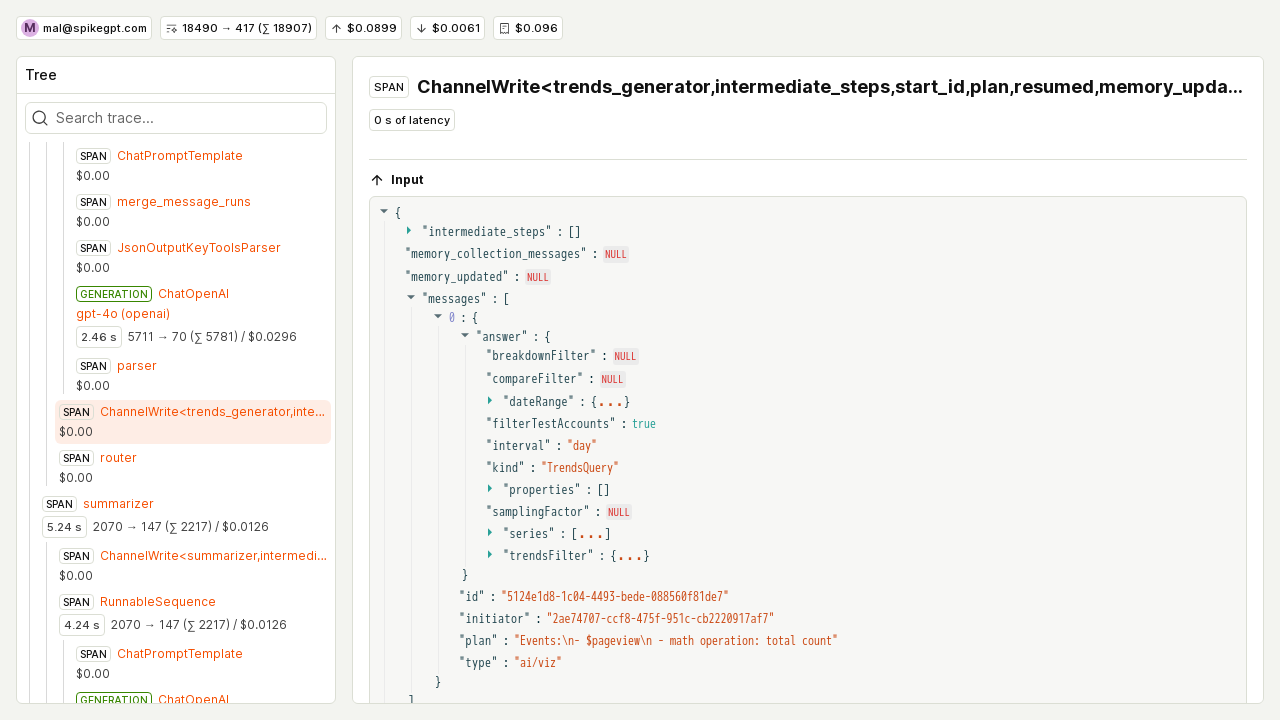 M mal@spikegpt.com
18490 → 417 (∑ 18907)
↑ $0.0899
↓ $0.0061
$0.096
Tree
Search trace...
SPAN ChatPromptTemplate
$0.00
SPAN merge_message_runs
$0.00
SPAN JsonOutputKeyToolsParser
$0.00
GENERATION ChatOpenAI
gpt-4o (openai)
2.46 s 5711 → 70 (∑ 5781) / $0.0296
SPAN parser
$0.00
SPAN ChannelWrite<trends_generator,inte...
$0.00
SPAN router
$0.00
SPAN summarizer
5.24 s 2070 → 147 (∑ 2217) / $0.0126
SPAN ChannelWrite<summarizer,intermedi...
$0.00
SPAN RunnableSequence
4.24 s 2070 → 147 (∑ 2217) / $0.0126
SPAN ChatPromptTemplate
$0.00
GENERATION ChatOpenAI
SPAN ChannelWrite<trends_generator,intermediate_steps,start_id,plan,resumed,memory_upda...
0 s of latency
↑ Input
{
"intermediate_steps" : []
"memory_collection_messages" : NULL
"memory_updated" : NULL
"messages" : [
0 : {
"answer" : {
"breakdownFilter" : NULL
"compareFilter" : NULL
"dateRange" : {...}
"filterTestAccounts" : true
"interval" : "day"
"kind" : "TrendsQuery"
"properties" : []
"samplingFactor" : NULL
"series" : [...]
"trendsFilter" : {...}
}
"id" : "5124e1d8-1c04-4493-bede-088560f81de7"
"initiator" : "2ae74707-ccf8-475f-951c-cb2220917af7"
"plan" : "Events:\n- $pageview\n - math operation: total count"
"type" : "ai/viz"
}
]